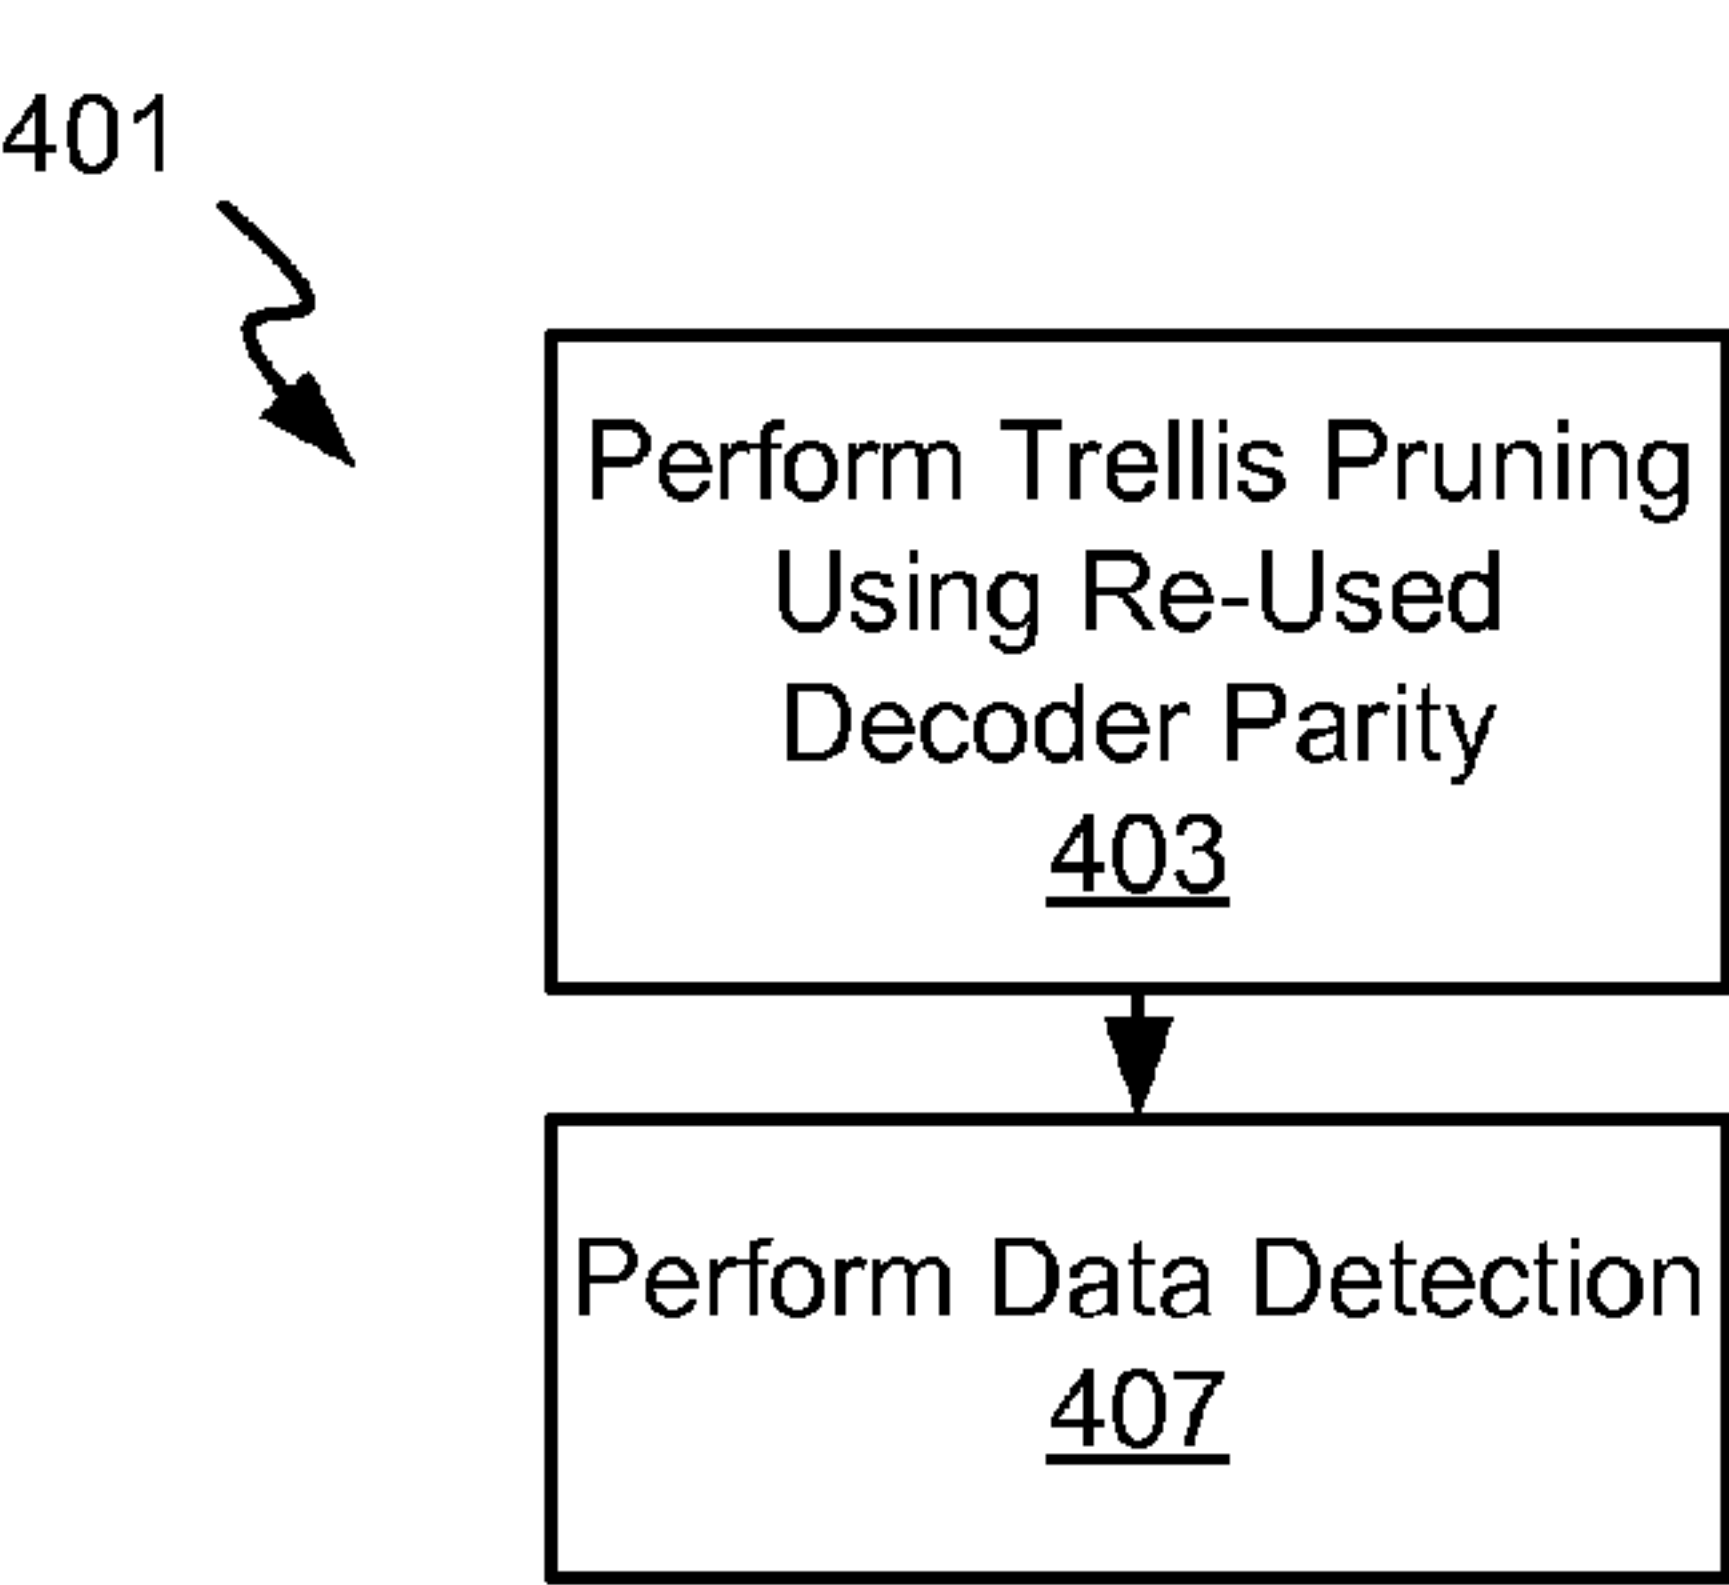 401
Perform Trellis Pruning
Using Re-Used
Decoder Parity
403
Perform Data Detection
407